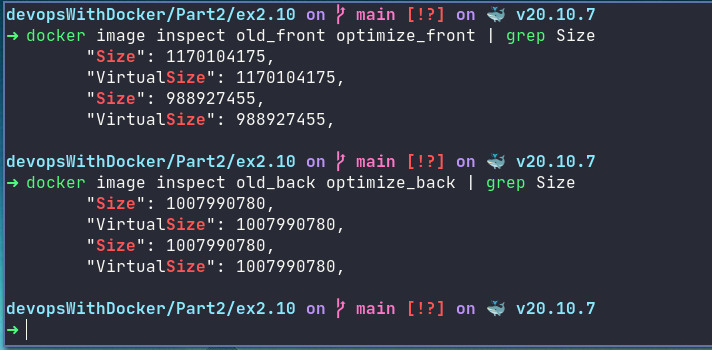 devopsWithDocker/Part2/ex2.10 on main [!?] on 🐳 v20.10.7
➜ docker image inspect old_front optimize_front | grep Size
"Size": 1170104175,
"VirtualSize": 1170104175,
"Size": 988927455,
"VirtualSize": 988927455,
devopsWithDocker/Part2/ex2.10 on main [!?] on 🐳 v20.10.7
➜ docker image inspect old_back optimize_back | grep Size
"Size": 1007990780,
"VirtualSize": 1007990780,
"Size": 1007990780,
"VirtualSize": 1007990780,
devopsWithDocker/Part2/ex2.10 on main [!?] on 🐳 v20.10.7
➜